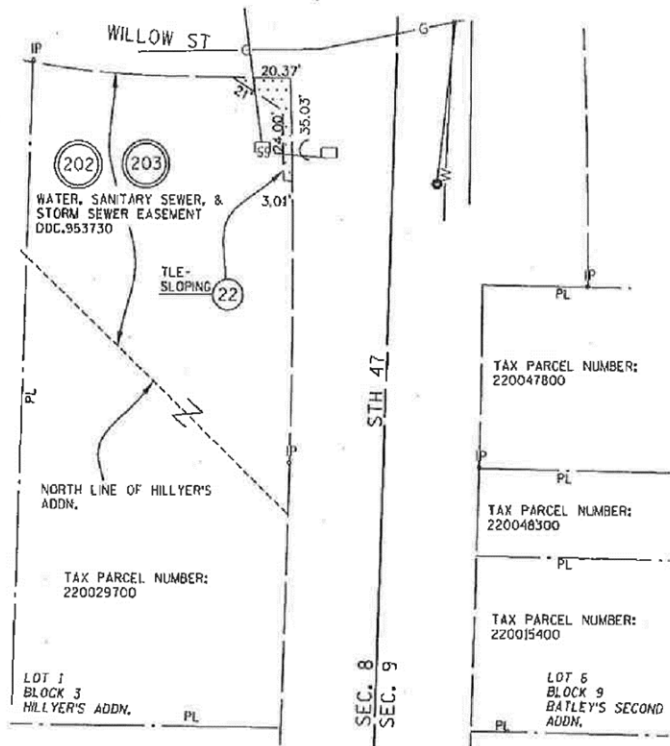 WILLOW ST
IP
G
G
20.37'
21'
24.00'
35.03'
SS
202
203
W
WATER, SANITARY SEWER, &
STORM SEWER EASEMENT
DOC.953730
3.01'
TLE-
SLOPING
22
IP
PL
TAX PARCEL NUMBER:
220047800
PL
STH 47
IP
IP
PL
NORTH LINE OF HILLYER'S
ADDN.
TAX PARCEL NUMBER:
220048300
PL
TAX PARCEL NUMBER:
220029700
TAX PARCEL NUMBER:
220015400
SEC. 8
SEC. 9
LOT 1
BLOCK 3
HILLYER'S ADDN.
PL
LOT 6
BLOCK 9
BATLEY'S SECOND
ADDN.
PL